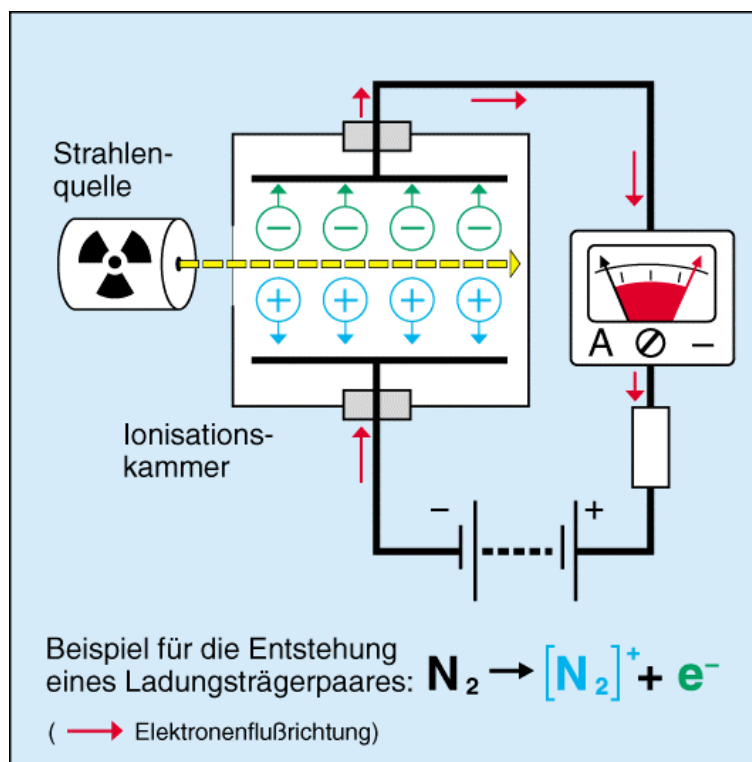 Strahlen-
quelle
Ionisations-
kammer
A –
– +
Beispiel für die Entstehung
eines Ladungsträgerpaares: N₂ → [N₂]⁺ + e⁻
( → Elektronenflußrichtung)